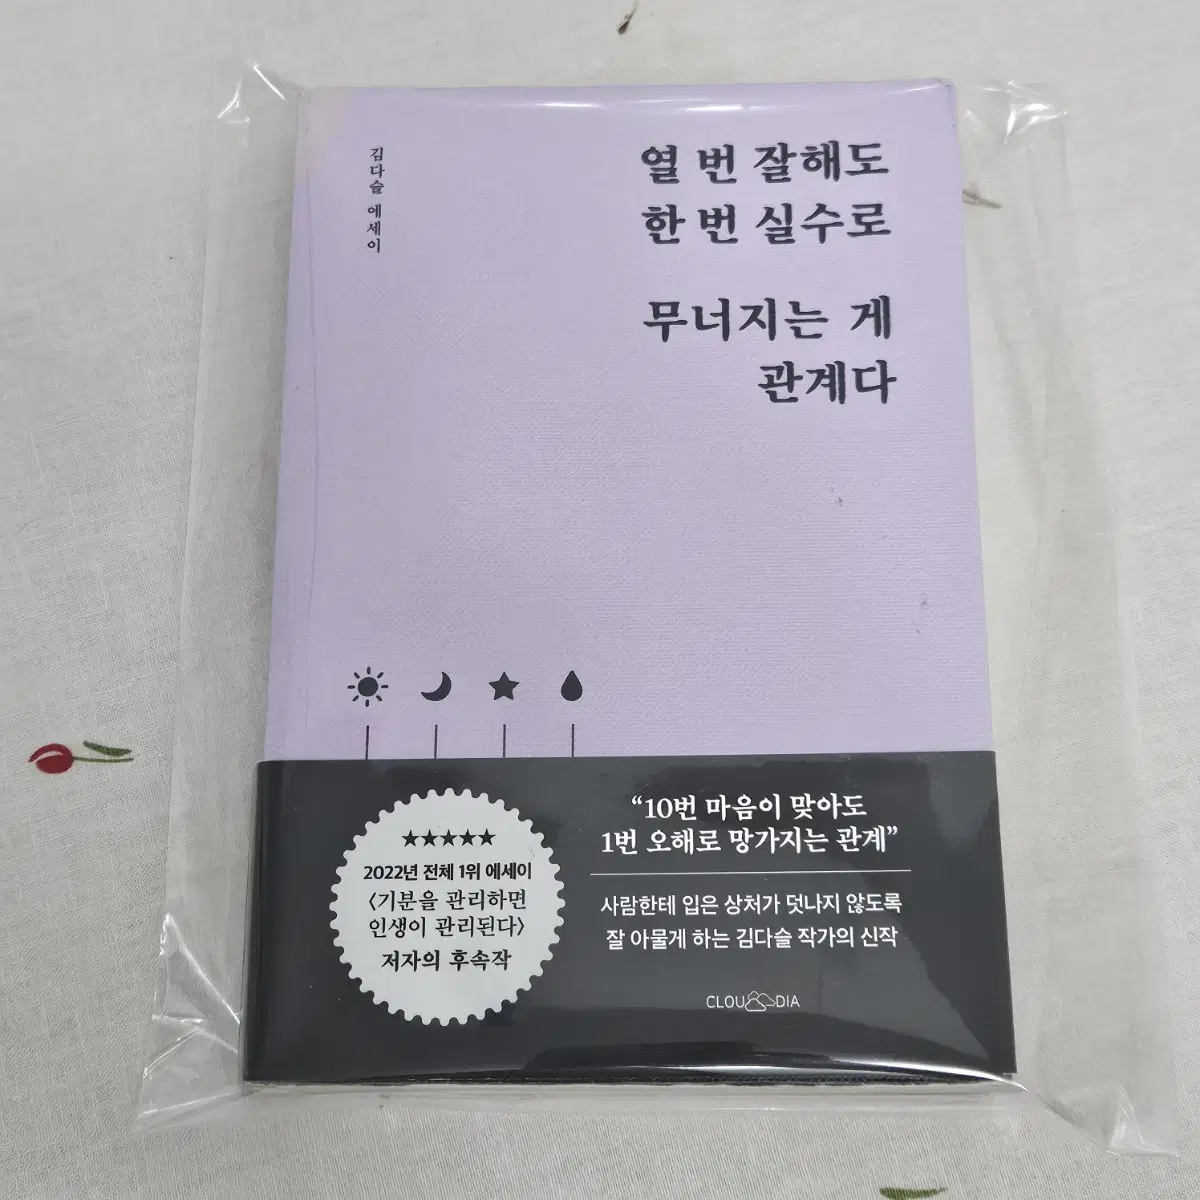 김다슬 에세이
열 번 잘해도
한 번 실수로
무너지는 게
관계다
★★★★★
2022년 전체 1위 에세이
〈기분을 관리하면
인생이 관리된다〉
저자의 후속작
“10번 마음이 맞아도
1번 오해로 망가지는 관계”
사람한테 입은 상처가 덧나지 않도록
잘 아물게 하는 김다슬 작가의 신작
CLOUDIA